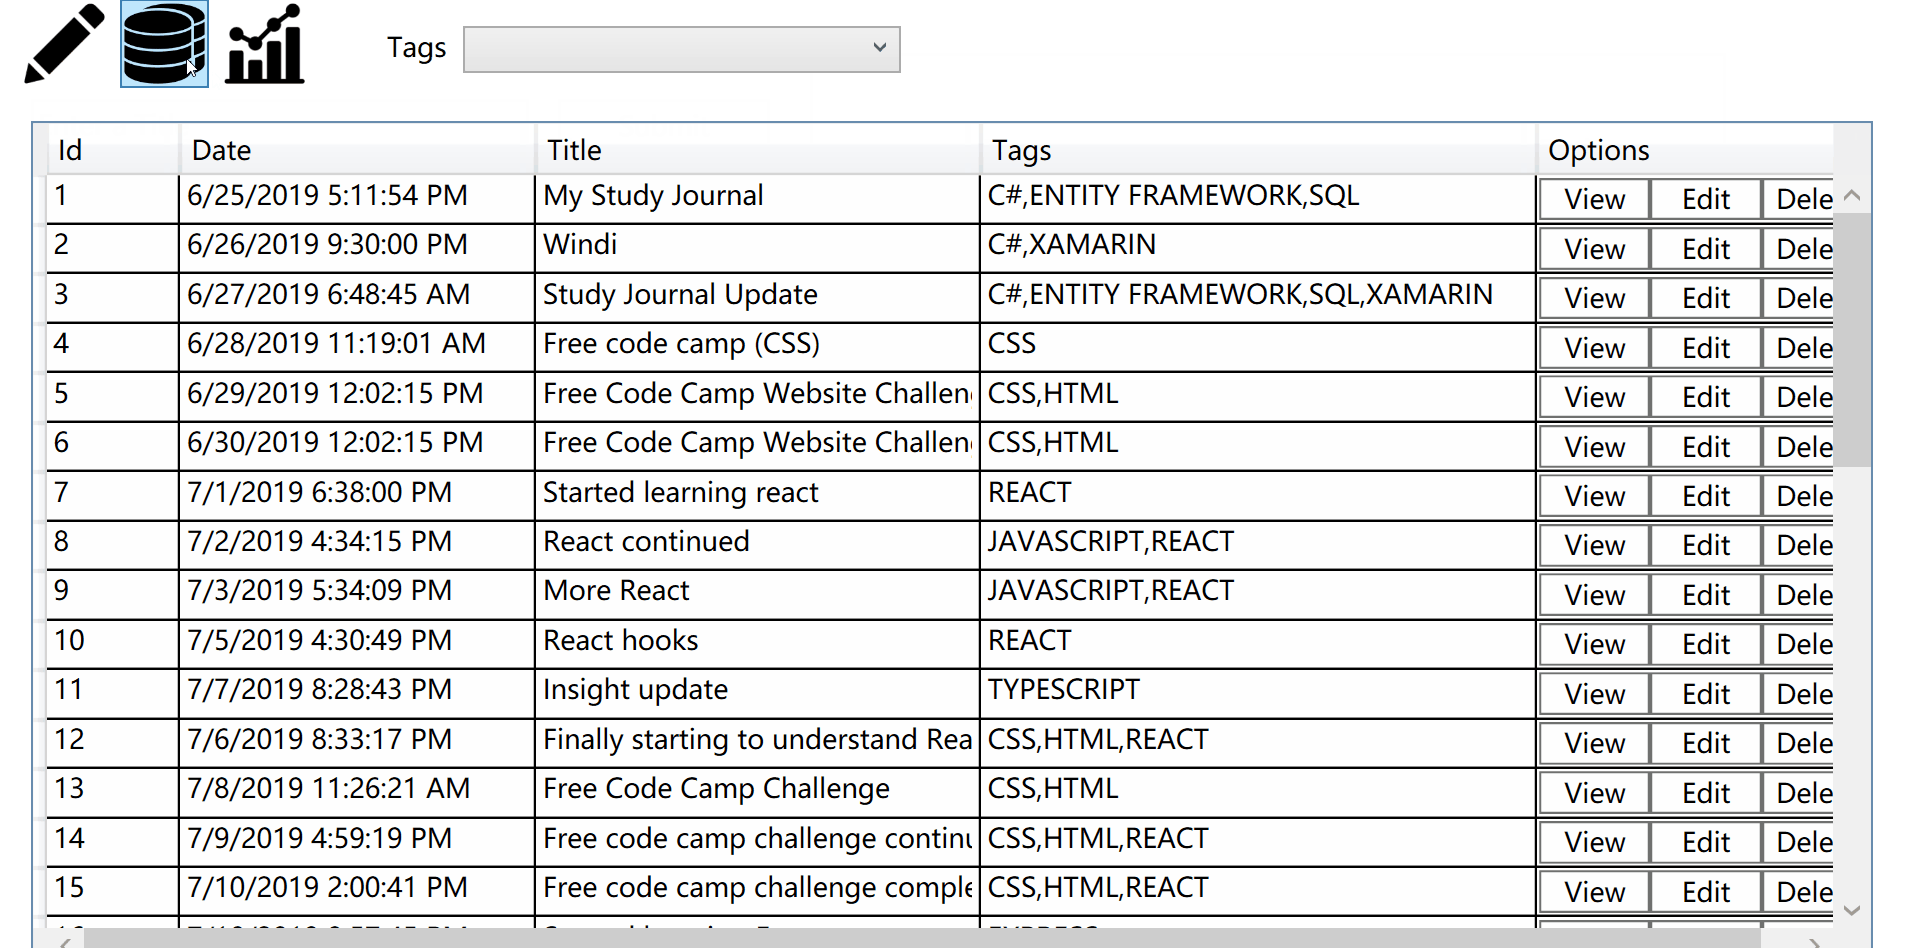 Tags
Id Date Title Tags Options
1 6/25/2019 5:11:54 PM My Study Journal C#,ENTITY FRAMEWORK,SQL View Edit Dele
2 6/26/2019 9:30:00 PM Windi C#,XAMARIN View Edit Dele
3 6/27/2019 6:48:45 AM Study Journal Update C#,ENTITY FRAMEWORK,SQL,XAMARIN View Edit Dele
4 6/28/2019 11:19:01 AM Free code camp (CSS) CSS View Edit Dele
5 6/29/2019 12:02:15 PM Free Code Camp Website Challen CSS,HTML View Edit Dele
6 6/30/2019 12:02:15 PM Free Code Camp Website Challen CSS,HTML View Edit Dele
7 7/1/2019 6:38:00 PM Started learning react REACT View Edit Dele
8 7/2/2019 4:34:15 PM React continued JAVASCRIPT,REACT View Edit Dele
9 7/3/2019 5:34:09 PM More React JAVASCRIPT,REACT View Edit Dele
10 7/5/2019 4:30:49 PM React hooks REACT View Edit Dele
11 7/7/2019 8:28:43 PM Insight update TYPESCRIPT View Edit Dele
12 7/6/2019 8:33:17 PM Finally starting to understand Rea CSS,HTML,REACT View Edit Dele
13 7/8/2019 11:26:21 AM Free Code Camp Challenge CSS,HTML View Edit Dele
14 7/9/2019 4:59:19 PM Free code camp challenge continu CSS,HTML,REACT View Edit Dele
15 7/10/2019 2:00:41 PM Free code camp challenge comple CSS,HTML,REACT View Edit Dele